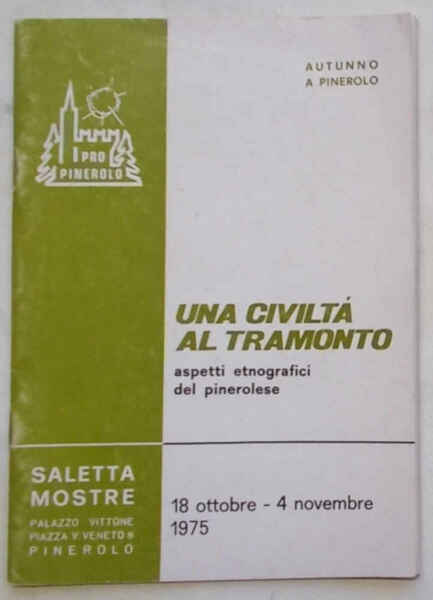 AUTUNNO
A PINEROLO
PRO
PINEROLO
UNA CIVILTÁ
AL TRAMONTO
aspetti etnografici
del pinerolese
SALETTA
MOSTRE
PALAZZO VITTONE
PIAZZA V. VENETO 8
PINEROLO
18 ottobre - 4 novembre
1975